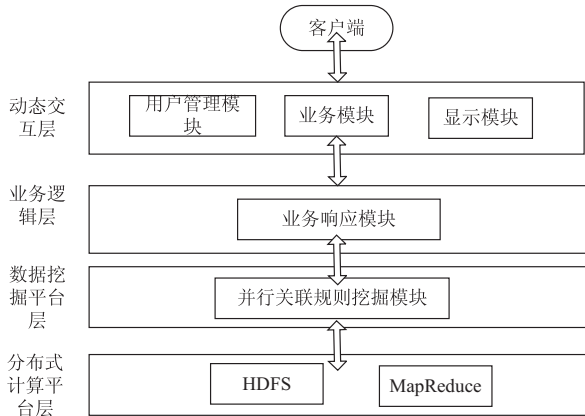 客户端
动态交
互层
用户管理模
块
业务模块
显示模块
业务逻
辑层
业务响应模块
数据挖
掘平台
层
并行关联规则挖掘模块
分布式
计算平
台层
HDFS
MapReduce